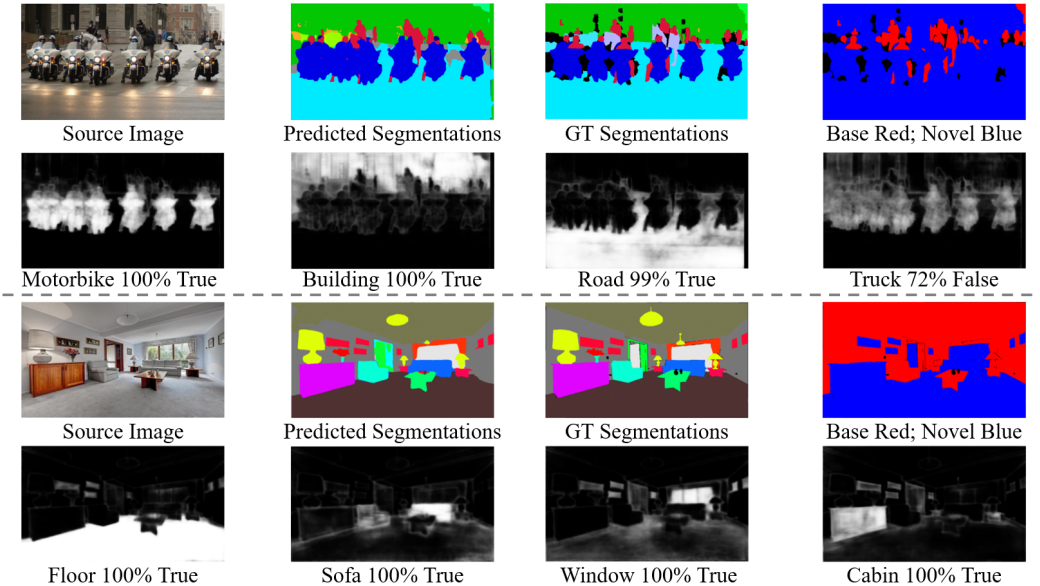 Source Image
Predicted Segmentations
GT Segmentations
Base Red; Novel Blue
Motorbike 100% True
Building 100% True
Road 99% True
Truck 72% False
Source Image
Predicted Segmentations
GT Segmentations
Base Red; Novel Blue
Floor 100% True
Sofa 100% True
Window 100% True
Cabin 100% True